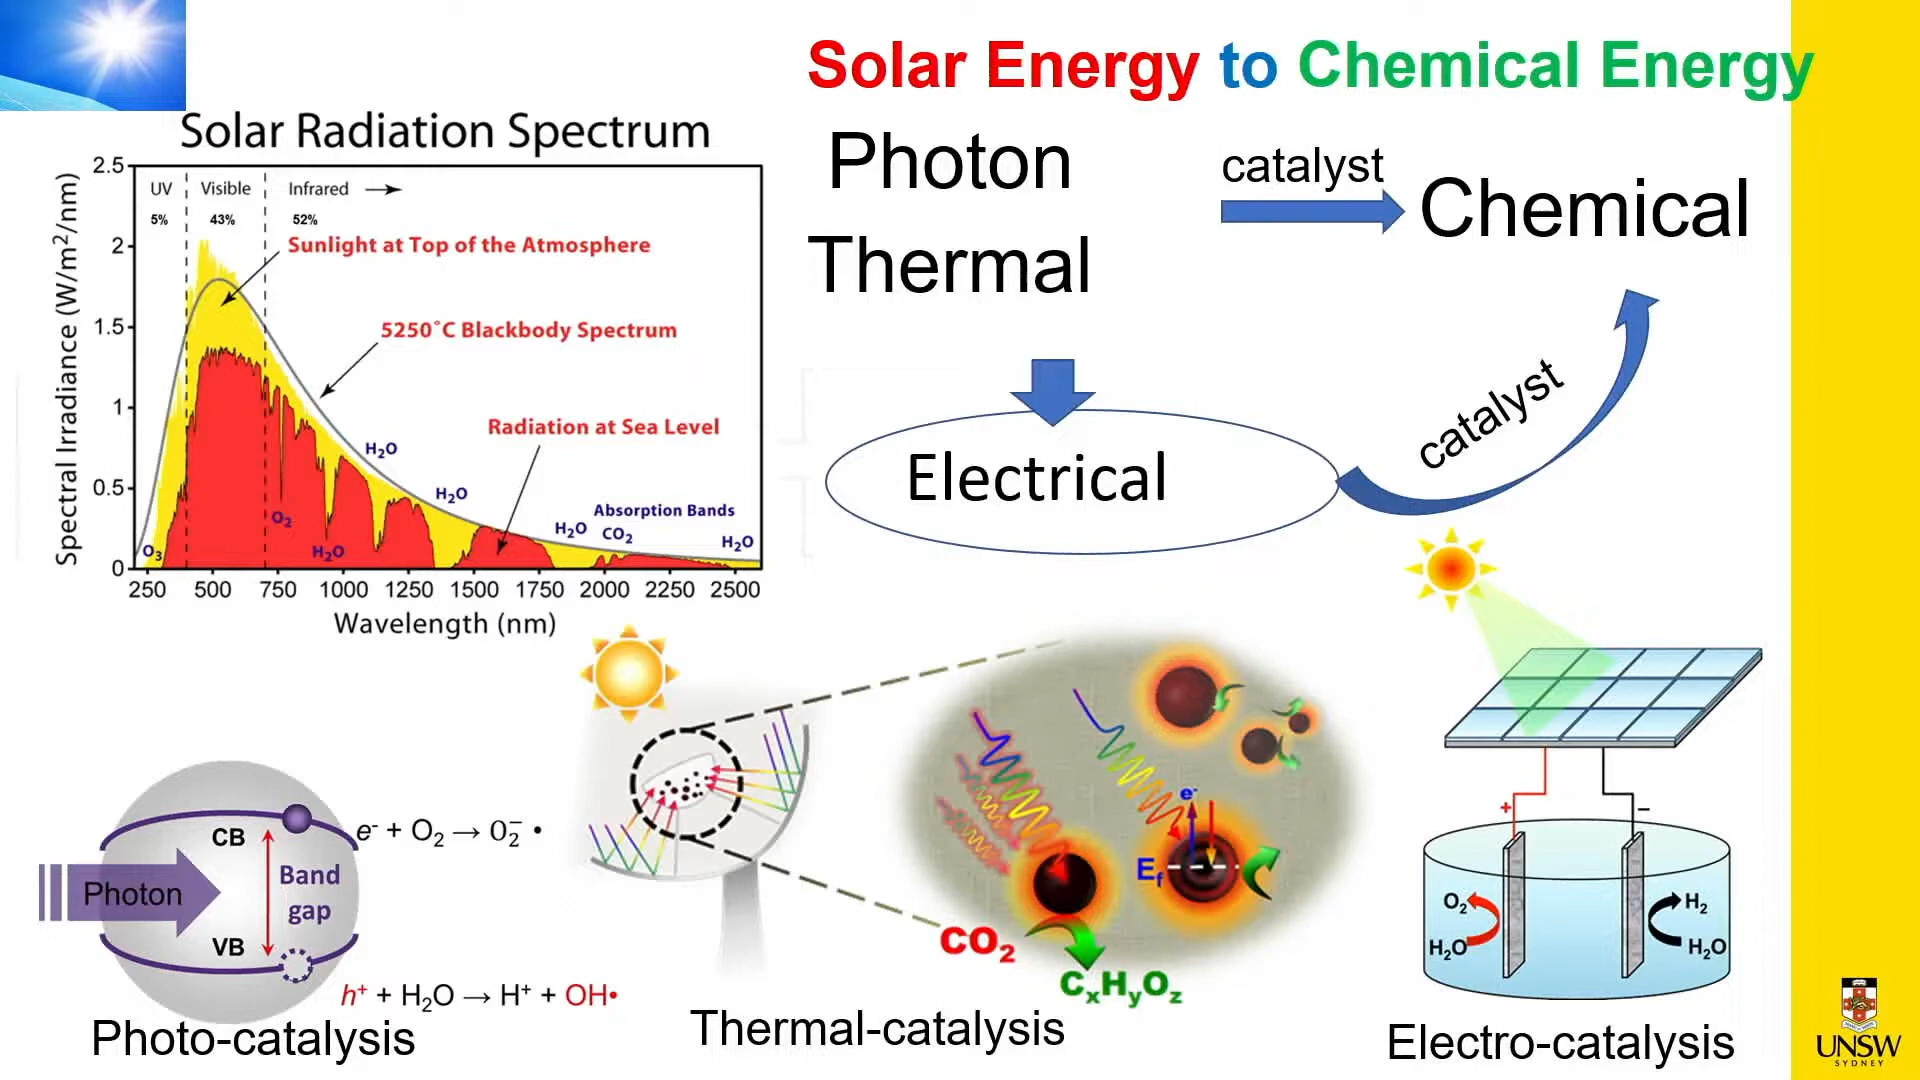 Solar Energy to Chemical Energy
Solar Radiation Spectrum
Spectral Irradiance (W/m²/nm)
2.5
2
1.5
1
0.5
0
UV Visible Infrared
5% 43% 52%
Sunlight at Top of the Atmosphere
5250°C Blackbody Spectrum
Radiation at Sea Level
H₂O
H₂O
Absorption Bands
H₂O CO₂ H₂O
O₂
O₃
H₂O
250 500 750 1000 1250 1500 1750 2000 2250 2500
Wavelength (nm)
Photon
Thermal
catalyst
Chemical
Electrical
catalyst
Photon
CB
Band
gap
VB
e⁻ + O₂ → O₂⁻ •
h⁺ + H₂O → H⁺ + OH•
Photo-catalysis
e⁻
E_f
CO₂
CₓHᵧO_z
Thermal-catalysis
+ −
O₂ H₂
H₂O H₂O
Electro-catalysis
UNSW
SYDNEY